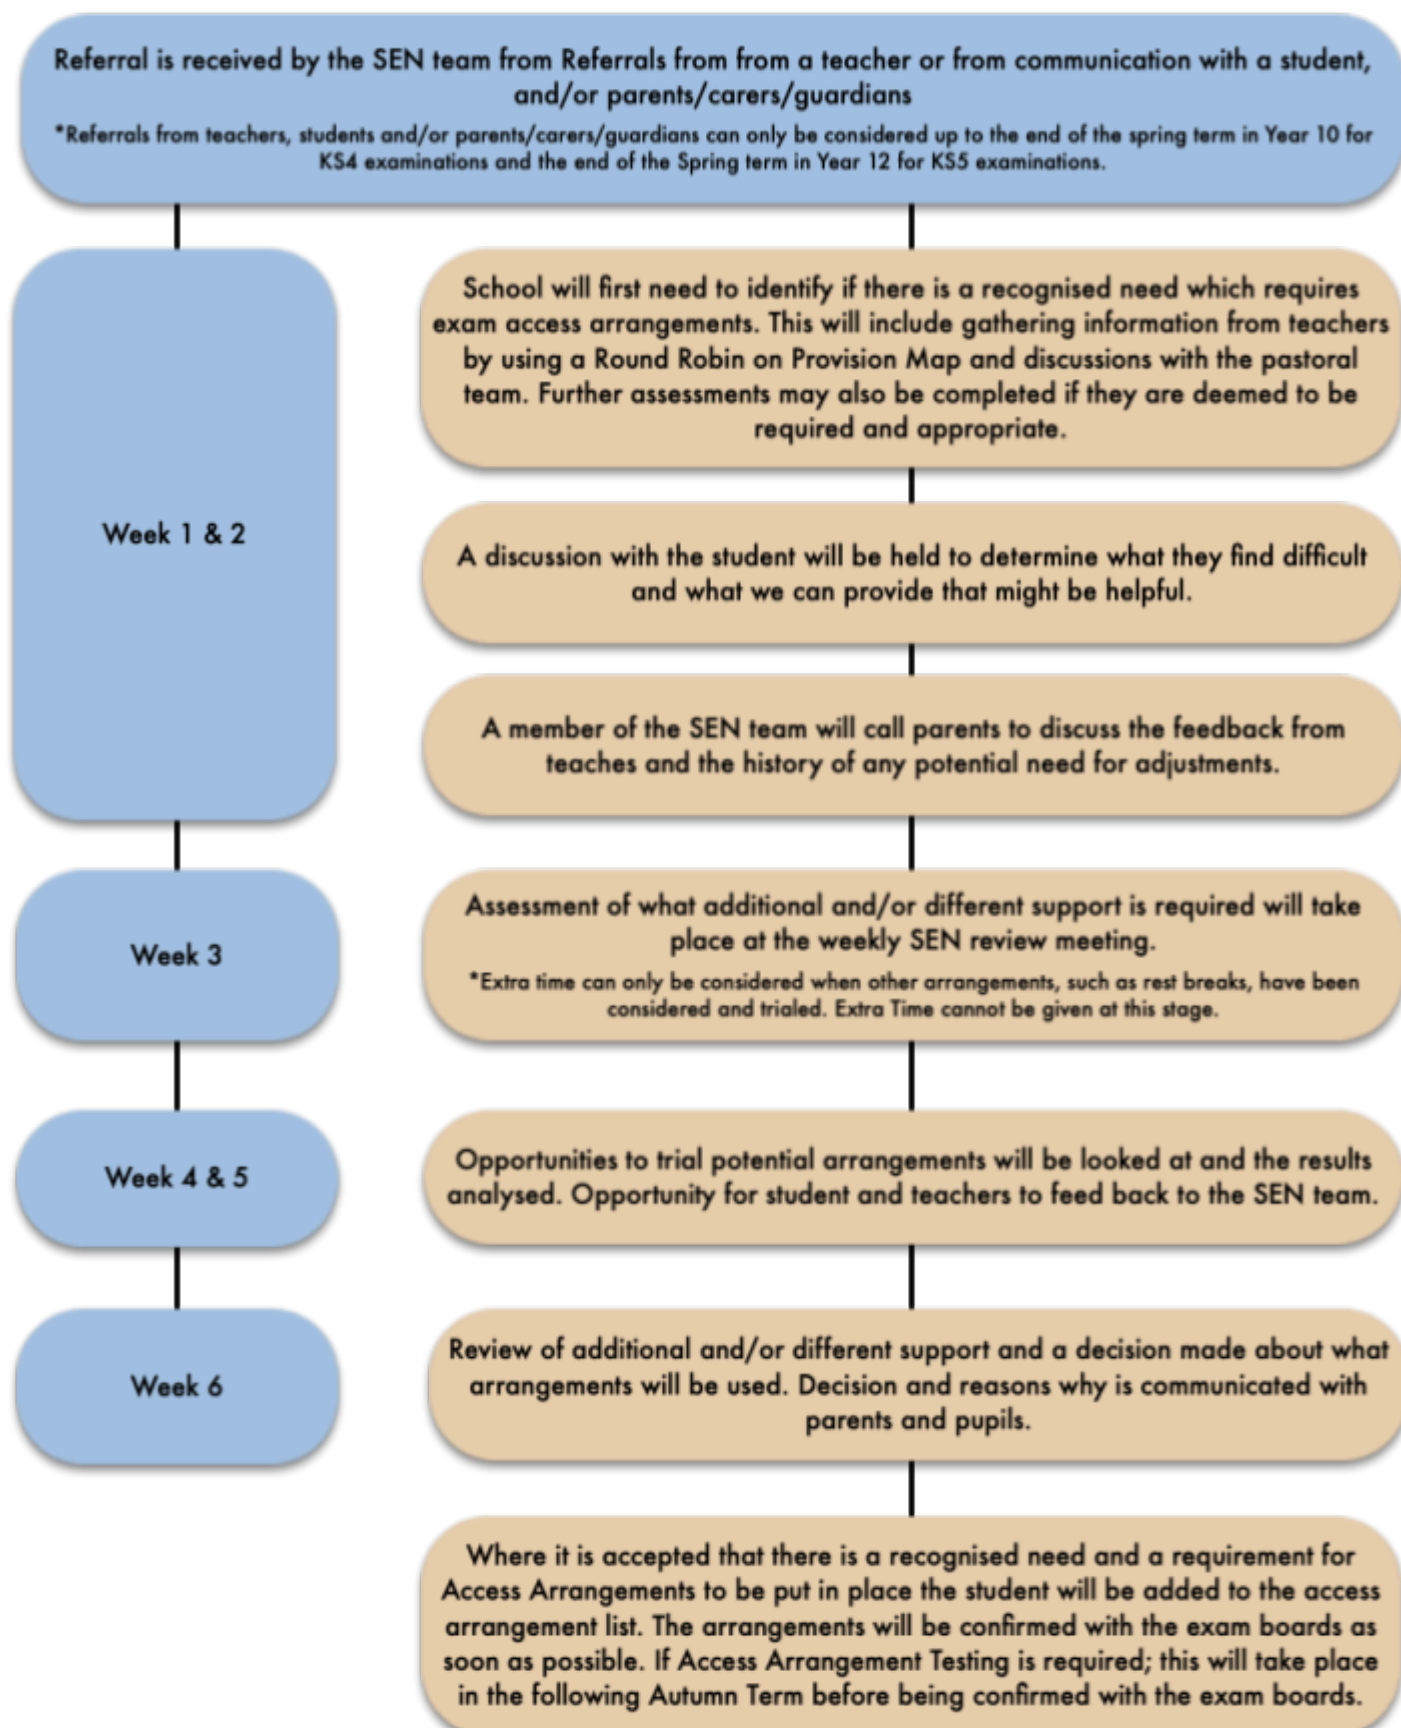 Referral is received by the SEN team from Referrals from from a teacher or from communication with a student,
and/or parents/carers/guardians
*Referrals from teachers, students and/or parents/carers/guardians can only be considered up to the end of the spring term in Year 10 for
KS4 examinations and the end of the Spring term in Year 12 for KS5 examinations.
Week 1 & 2
School will first need to identify if there is a recognised need which requires
exam access arrangements. This will include gathering information from teachers
by using a Round Robin on Provision Map and discussions with the pastoral
team. Further assessments may also be completed if they are deemed to be
required and appropriate.
A discussion with the student will be held to determine what they find difficult
and what we can provide that might be helpful.
A member of the SEN team will call parents to discuss the feedback from
teaches and the history of any potential need for adjustments.
Week 3
Assessment of what additional and/or different support is required will take
place at the weekly SEN review meeting.
*Extra time can only be considered when other arrangements, such as rest breaks, have been
considered and trialed. Extra Time cannot be given at this stage.
Week 4 & 5
Opportunities to trial potential arrangements will be looked at and the results
analysed. Opportunity for student and teachers to feed back to the SEN team.
Week 6
Review of additional and/or different support and a decision made about what
arrangements will be used. Decision and reasons why is communicated with
parents and pupils.
Where it is accepted that there is a recognised need and a requirement for
Access Arrangements to be put in place the student will be added to the access
arrangement list. The arrangements will be confirmed with the exam boards as
soon as possible. If Access Arrangement Testing is required; this will take place
in the following Autumn Term before being confirmed with the exam boards.